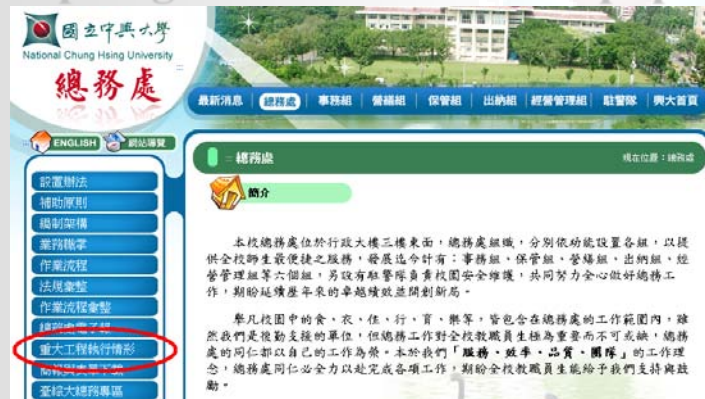 國立中興大學
National Chung Hsing University
總務處
最新消息 總務處 事務組 營繕組 保管組 出納組 經營管理組 駐警隊 興大首頁
ENGLISH 網站導覽
總務處
現在位置：總務處
簡介
設置辦法
補助原則
編制架構
業務職掌
作業流程
法規彙整
作業流程彙整
總務處電子報
重大工程執行情形
臺綜大總務專區
本校總務處位於行政大樓三樓東面，總務處組織，分別依功能設置各組，以提
供全校師生最便捷之服務，發展迄今計有：事務組、保管組、營繕組、出納組、經
營管理組等六個組，另設有駐警隊負責校園安全維護，共同努力全心做好總務工
作，期盼延續歷年來的卓越績效並開創新局。
舉凡校園中的食、衣、住、行、育、樂等，皆包含在總務處的工作範圍內，雖
然我們是後勤支援的單位，但總務工作對全校教職員生極為重要而不可或缺，總務
處的同仁都以自己的工作為榮。本於我們「服務、效率、品質、團隊」的工作理
念，總務處同仁必全力以赴完成各項工作，期盼全校教職員生能給予我們支持與鼓
勵。